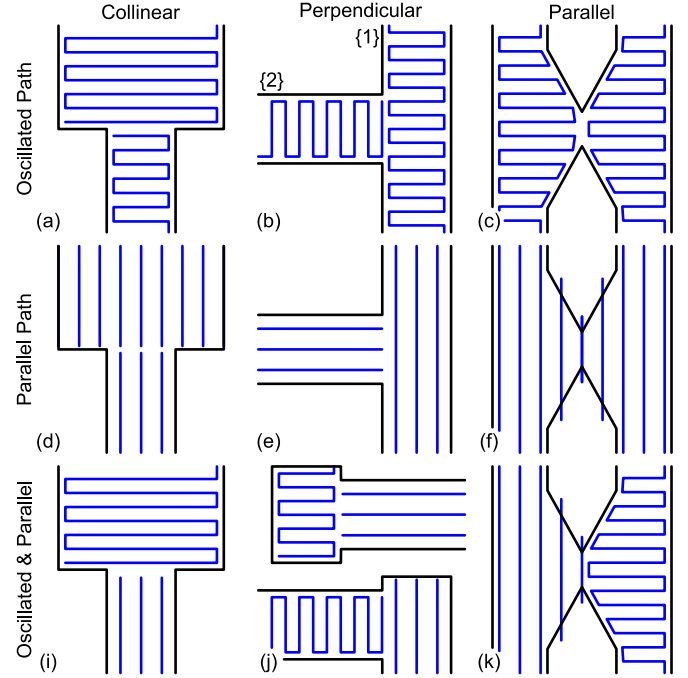 Collinear
Perpendicular
Parallel
Oscillated Path
{1}
{2}
(a)
(b)
(c)
Parallel Path
(d)
(e)
(f)
Oscillated & Parallel
(i)
(j)
(k)